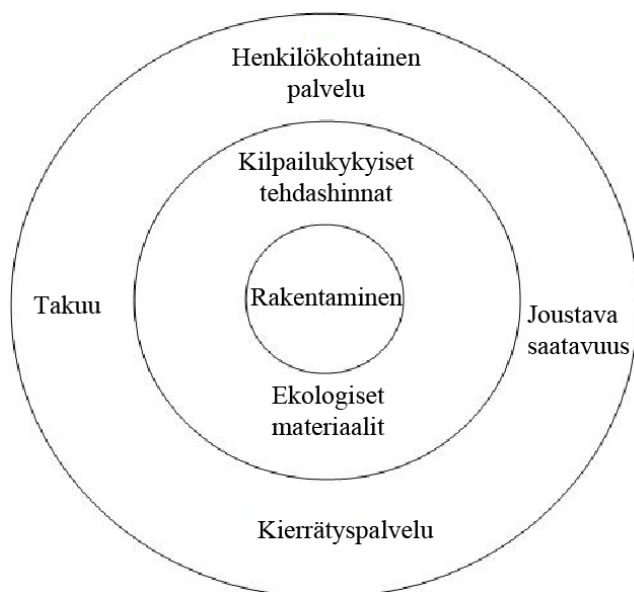 Henkilökohtainen
palvelu
Kilpailukykyiset
tehdashinnat
Takuu
Rakentaminen
Joustava
saatavuus
Ekologiset
materiaalit
Kierrätyspalvelu